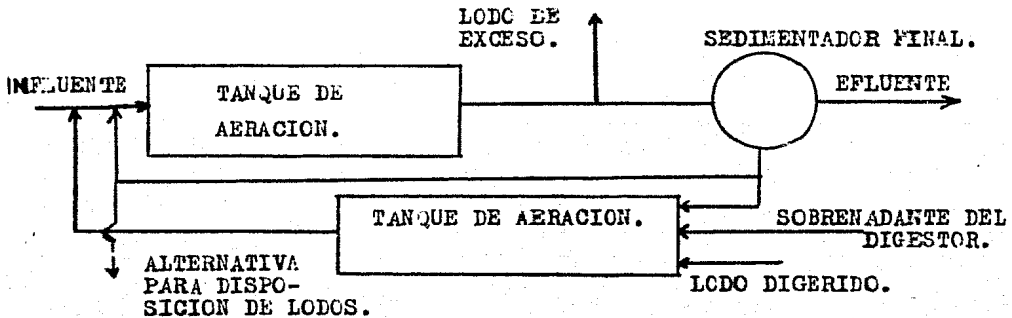 LODO DE
EXCESO.
SEDIMENTADOR FINAL.
INFLUENTE
TANQUE DE
AERACION.
EFLUENTE
TANQUE DE AERACION.
SOBRENADANTE DEL
DIGESTOR.
LODO DIGERIDO.
ALTERNATIVA
PARA DISPO-
SICION DE LODOS.